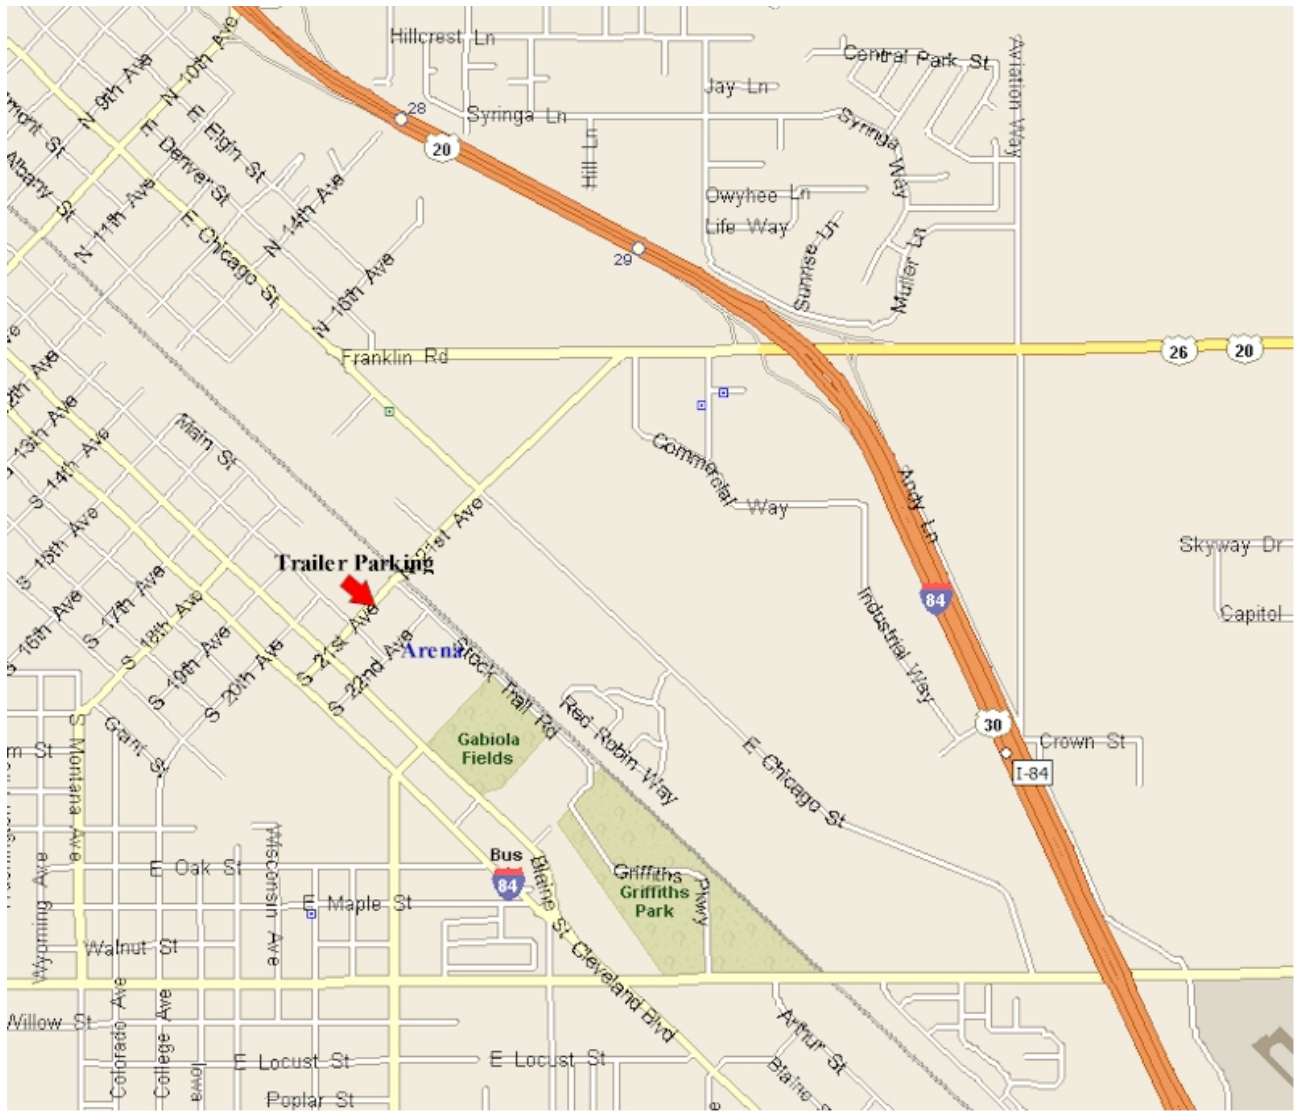 Hillcrest Ln
Central Park St
Aviation Way
N 10th Ave
N 9th Ave
Jay Ln
28
Syringa Ln
20
mont St
E Elgin St
E Denver St
Syringa Way
Hill Ln
Albany St
N 11th Ave
N 14th Ave
Owyhee Ln
Life Way
E Chicago St
Sunrise Ln
Muller Ln
29
N 16th Ave
Franklin Rd
26
20
2th Ave
S 13th Ave
S 14th Ave
Main St
Commercial Way
Andy Ln
N 21st Ave
S 15th Ave
Skyway Dr
Trailer Parking
S 16th Ave
S 17th Ave
S 18th Ave
84
Industrial Way
Capitol
S 21st Ave
S 22nd Ave
Arena
Stock Trail Rd
S 19th Ave
S 20th Ave
Red Robin Way
S Montana Ave
Grant St
30
Crown St
m St
Gabiola
Fields
I-84
E Chicago St
Wisconsin Ave
Wyoming Ave
E Oak St
Bus
84
Blaine St
Griffiths Pkwy
Griffiths
Park
E Maple St
Walnut St
Cleveland Blvd
Colorado Ave
College Ave
Iowa
Willow St
Arthur St
E Locust St
E Locust St
Blaine S
Poplar St
e